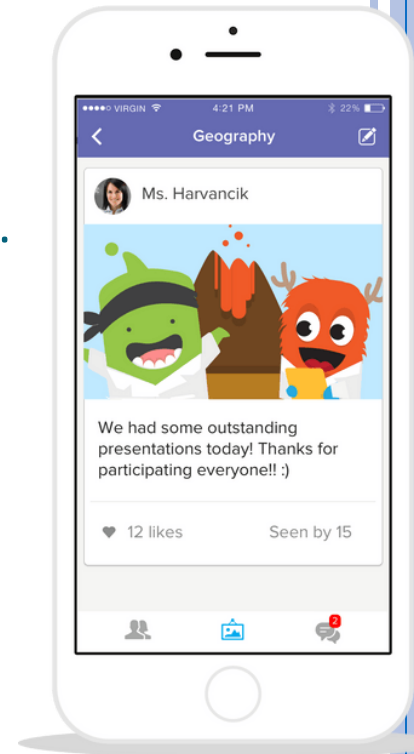 VIRGIN 4:21 PM 22%
Geography
Ms. Harvancik
We had some outstanding
presentations today! Thanks for
participating everyone!! :)
12 likes Seen by 15
2